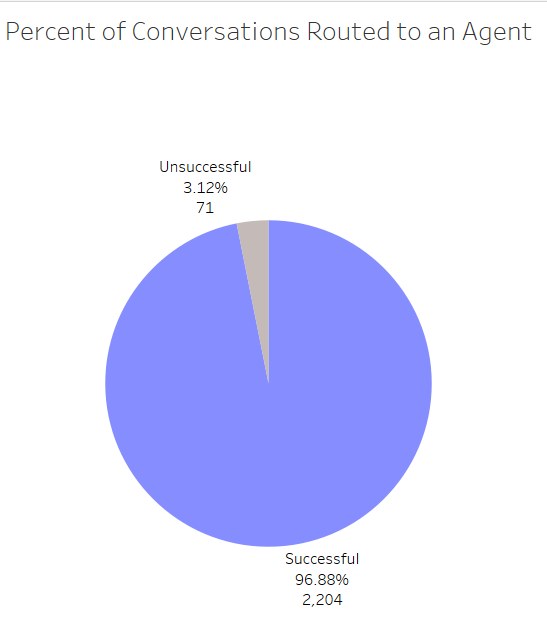 Percent of Conversations Routed to an Agent
Unsuccessful
3.12%
71
Successful
96.88%
2,204